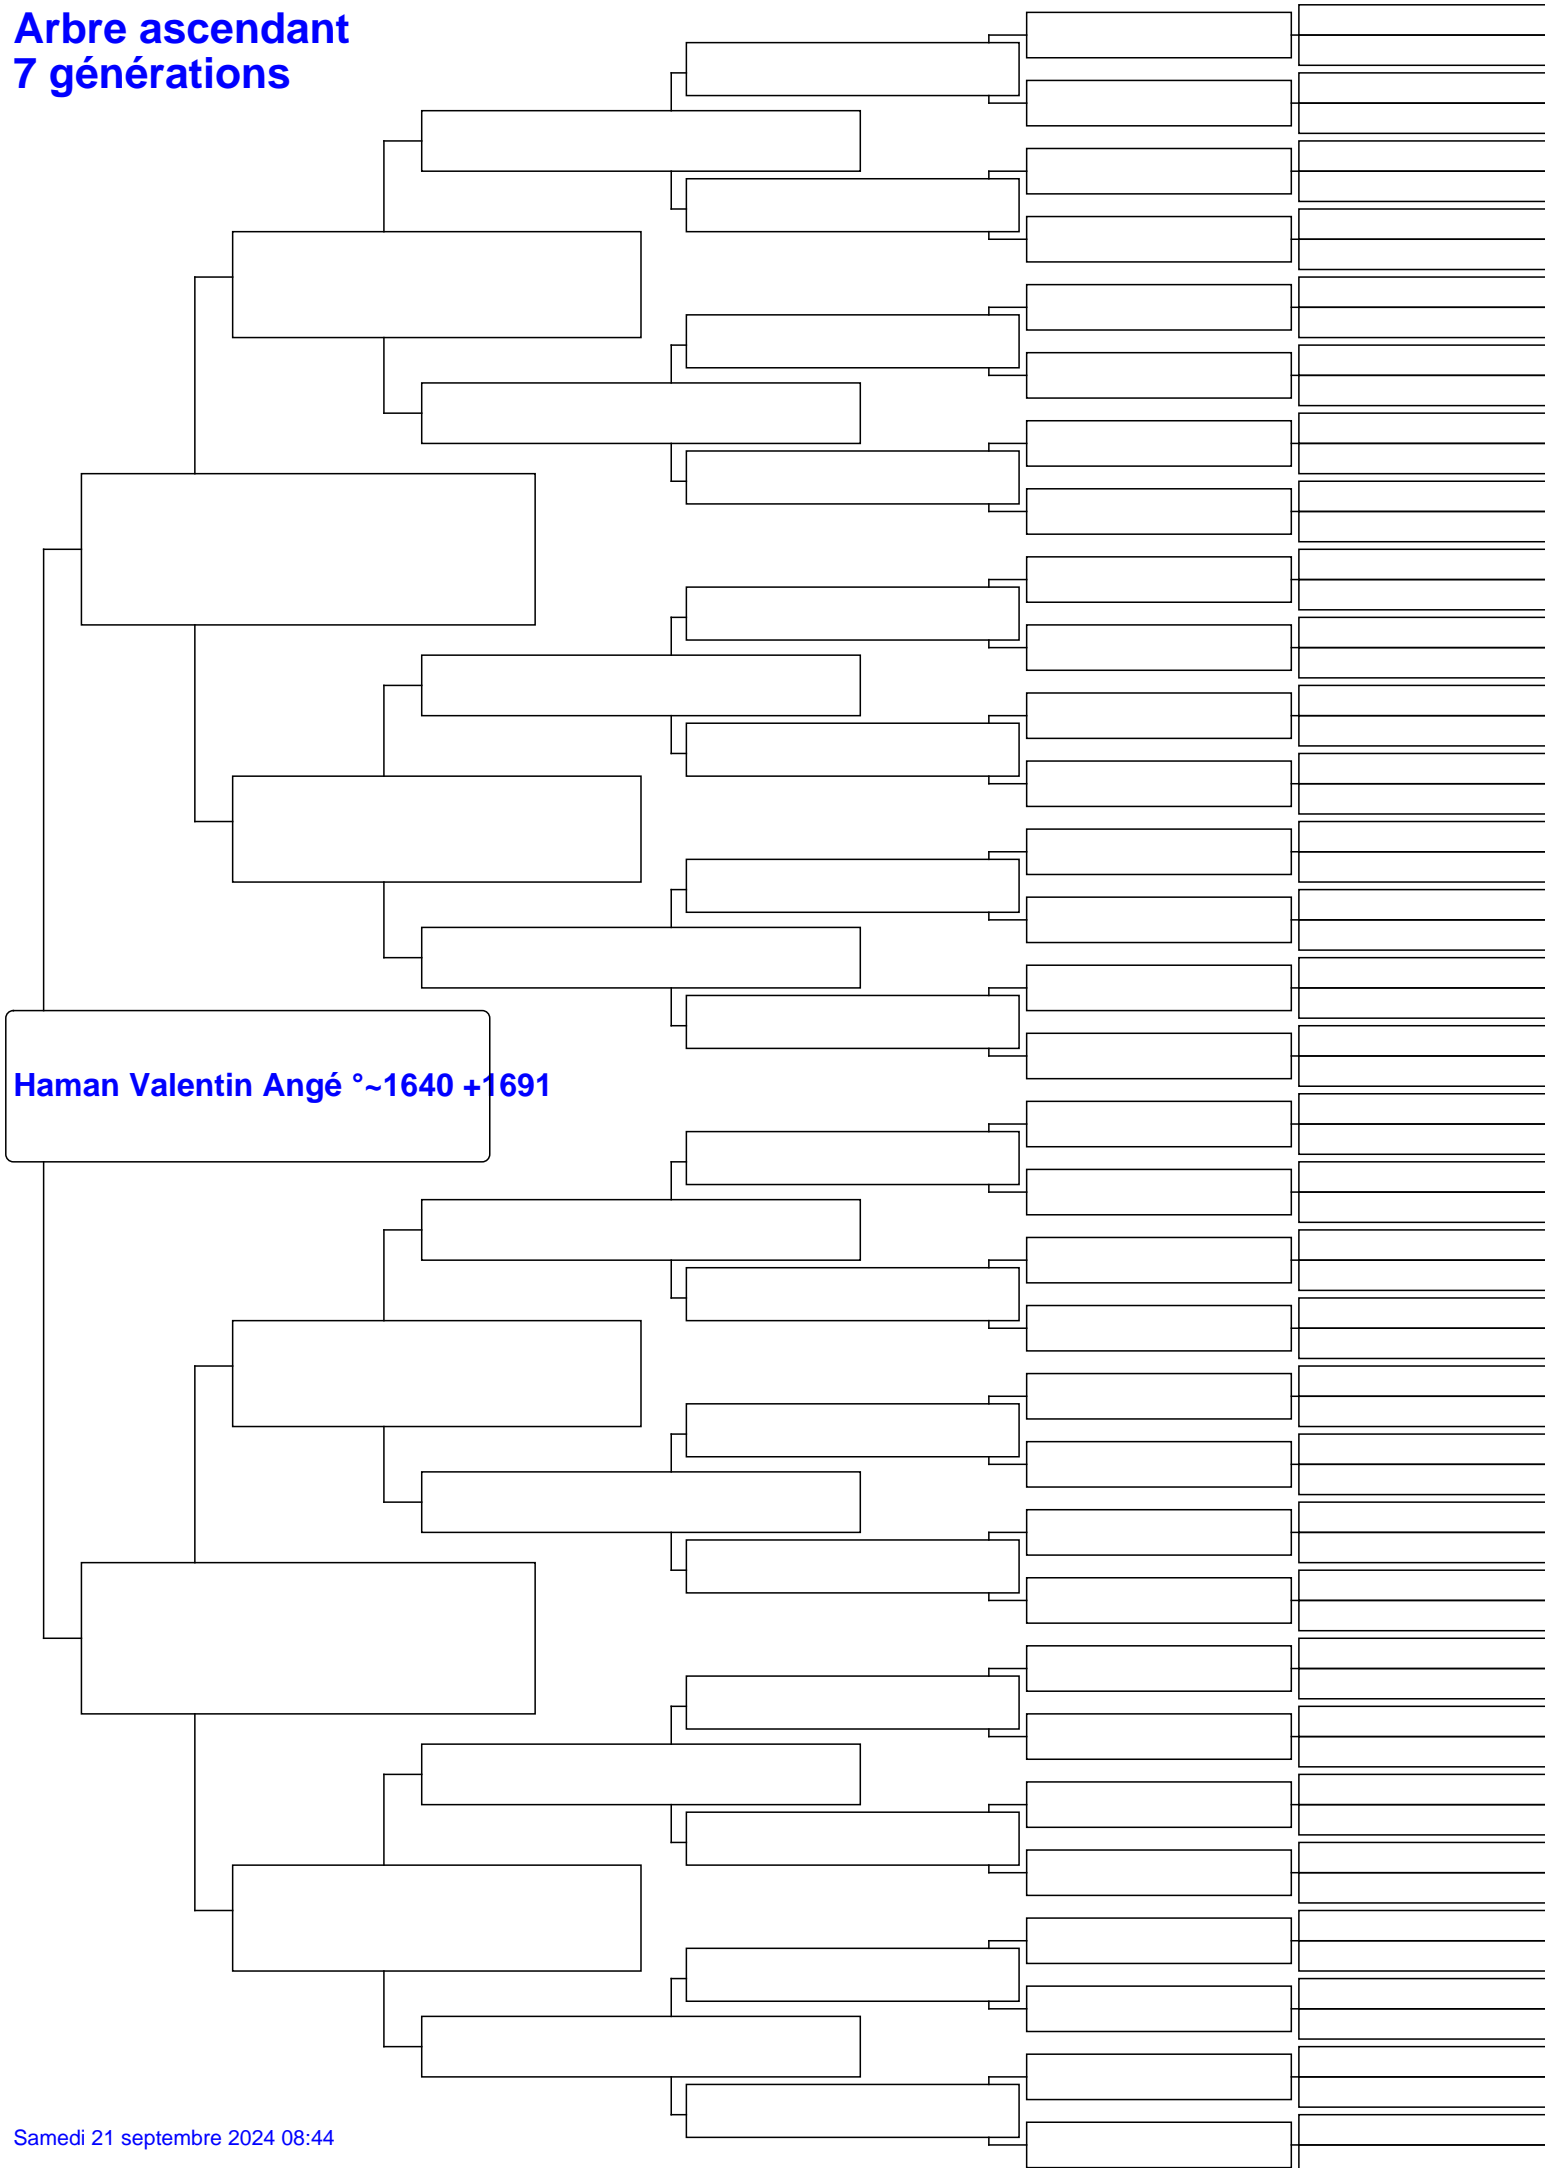 Arbre ascendant
7 générations
Haman Valentin Angé °~1640 +1691
Samedi 21 septembre 2024 08:44